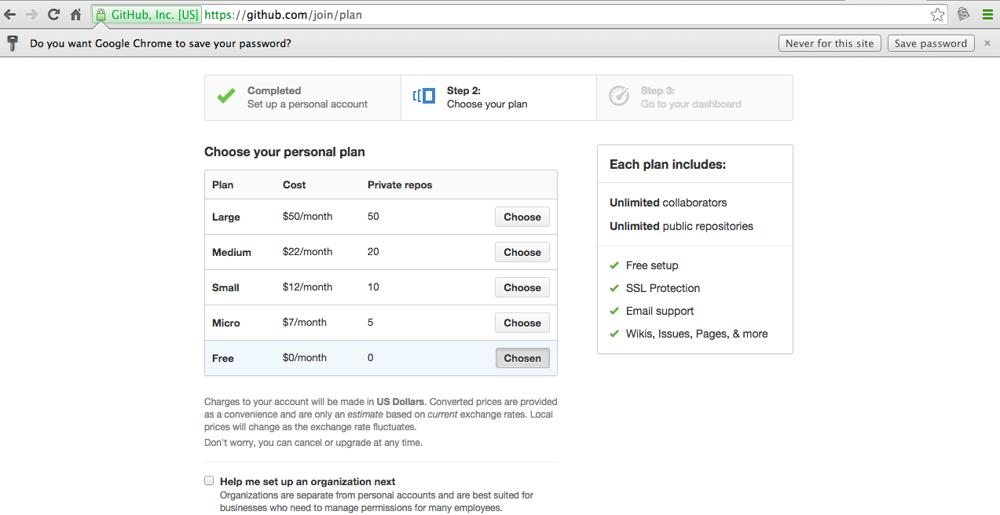 GitHub, Inc. [US] https://github.com/join/plan
Do you want Google Chrome to save your password? Never for this site Save password ×
Completed
Set up a personal account
Step 2:
Choose your plan
Step 3:
Go to your dashboard
Choose your personal plan
Plan Cost Private repos
Large $50/month 50 Choose
Medium $22/month 20 Choose
Small $12/month 10 Choose
Micro $7/month 5 Choose
Free $0/month 0 Chosen
Charges to your account will be made in US Dollars. Converted prices are provided
as a convenience and are only an estimate based on current exchange rates. Local
prices will change as the exchange rate fluctuates.
Don't worry, you can cancel or upgrade at any time.
Help me set up an organization next
Organizations are separate from personal accounts and are best suited for
businesses who need to manage permissions for many employees.
Each plan includes:
Unlimited collaborators
Unlimited public repositories
Free setup
SSL Protection
Email support
Wikis, Issues, Pages, & more